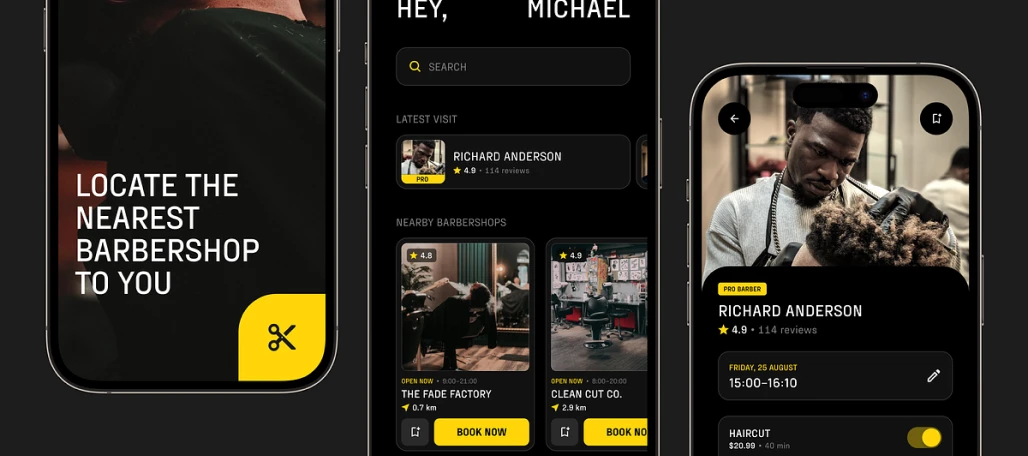 LOCATE THE
NEAREST
BARBERSHOP
TO YOU
HEY, MICHAEL
SEARCH
LATEST VISIT
PRO
RICHARD ANDERSON
4.9 • 114 reviews
NEARBY BARBERSHOPS
4.8
OPEN NOW • 9:00-21:00
THE FADE FACTORY
0.7 km
BOOK NOW
4.9
OPEN NOW • 8:00-20:00
CLEAN CUT CO.
2.9 km
BOOK NO
PRO BARBER
RICHARD ANDERSON
4.9 • 114 reviews
FRIDAY, 25 AUGUST
15:00-16:10
HAIRCUT
$20.99 • 40 min